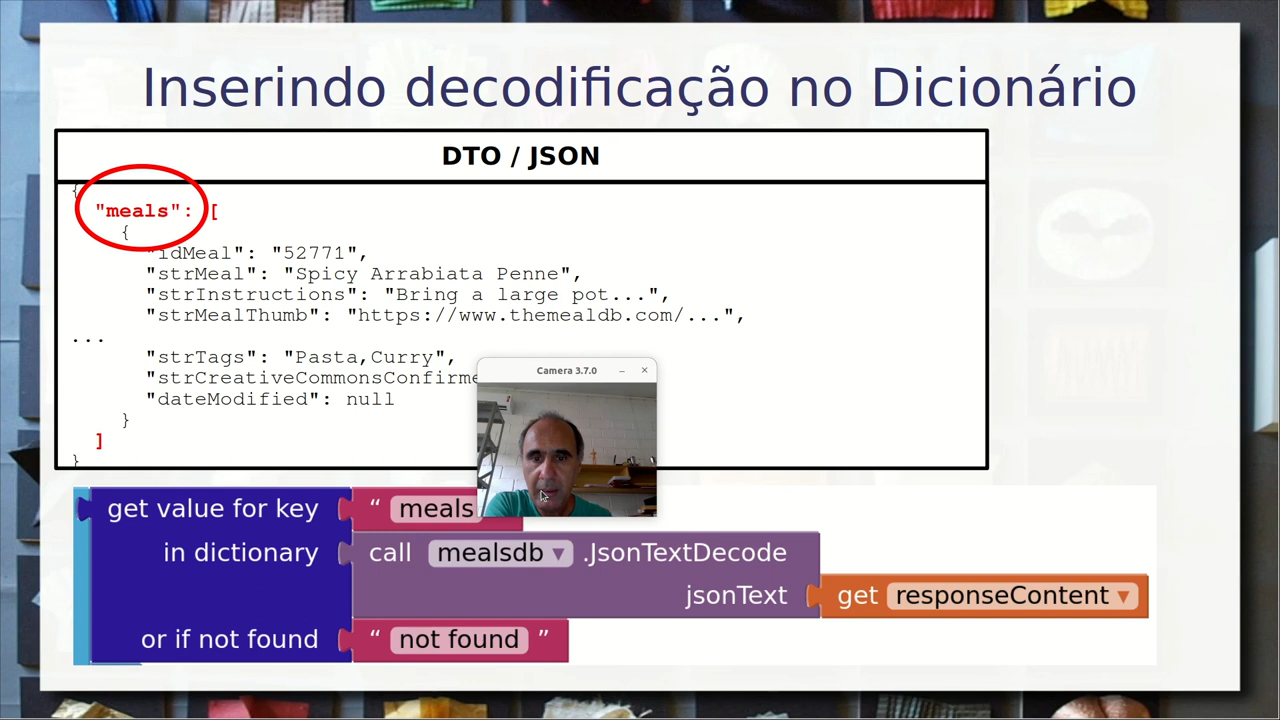 Inserindo decodificação no Dicionário
DTO / JSON
{
"meals": [
{
"idMeal": "52771",
"strMeal": "Spicy Arrabiata Penne",
"strInstructions": "Bring a large pot...",
"strMealThumb": "https://www.themealdb.com/...",
...
"strTags": "Pasta,Curry",
"dateModified": null
}
]
}
Camera 3.7.0
get value for key “ meals
in dictionary call mealsdb ▾ .JsonTextDecode
jsonText get responseContent ▾
or if not found “ not found ”